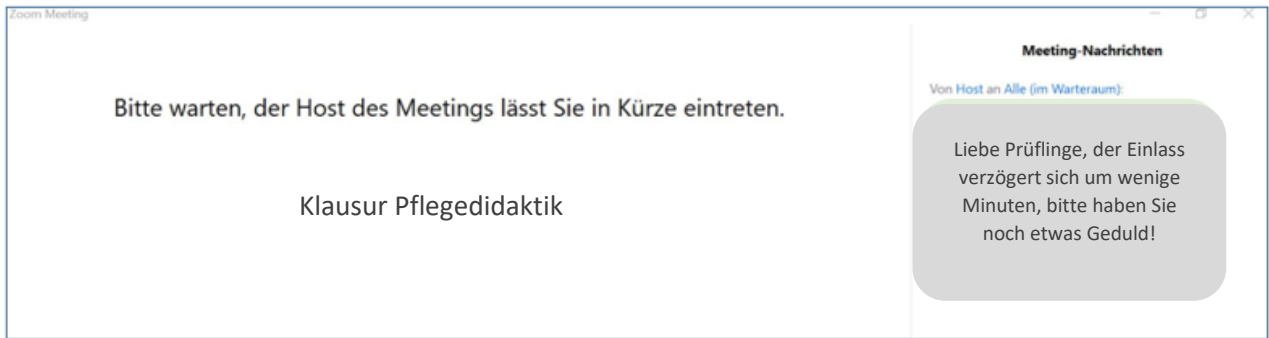 Zoom Meeting
Bitte warten, der Host des Meetings lässt Sie in Kürze eintreten.
Klausur Pflegedidaktik
Meeting-Nachrichten
Von Host an Alle (im Warteraum):
Liebe Prüflinge, der Einlass
verzögert sich um wenige
Minuten, bitte haben Sie
noch etwas Geduld!